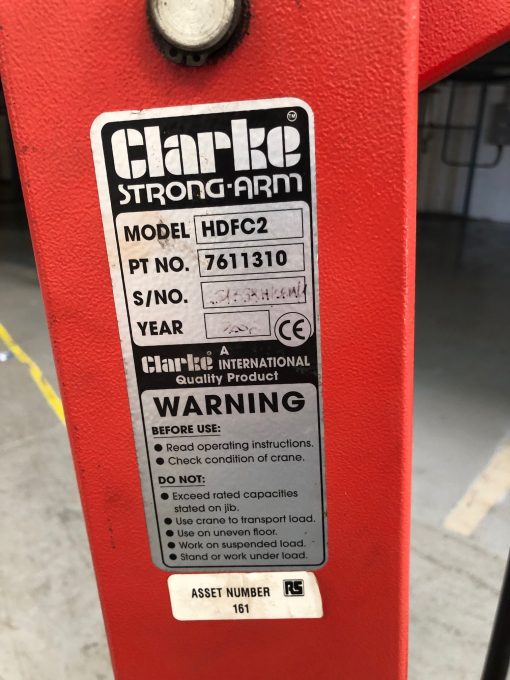 Clarke™
STRONG-ARM
MODEL HDFC2
PT NO. 7611310
S/NO.
YEAR
CE
Clarke A INTERNATIONAL
Quality Product
WARNING
BEFORE USE:
● Read operating instructions.
● Check condition of crane.
DO NOT:
● Exceed rated capacities
stated on jib.
● Use crane to transport load.
● Use on uneven floor.
● Work on suspended load.
● Stand or work under load.
ASSET NUMBER RS
161